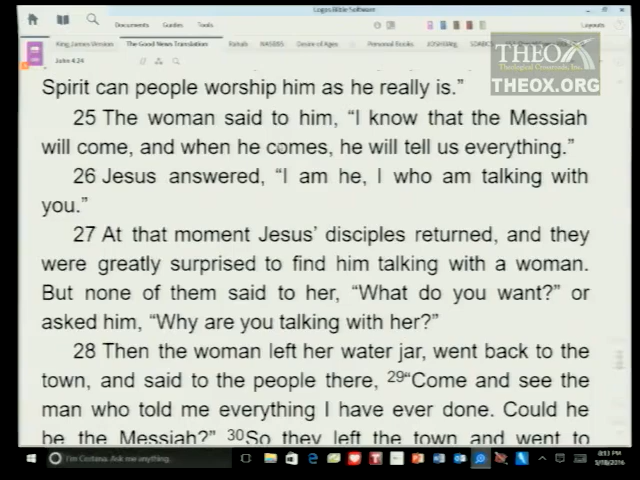 Logos Bible Software
Documents Guides Tools
Layouts
King James Version The Good News Translation Rahab NASB95 Desire of Ages Personal Books
John 4:24
THEOX
THEOX.ORG
Spirit can people worship him as he really is.”
25 The woman said to him, “I know that the Messiah
will come, and when he comes, he will tell us everything.”
26 Jesus answered, “I am he, I who am talking with
you.”
27 At that moment Jesus’ disciples returned, and they
were greatly surprised to find him talking with a woman.
But none of them said to her, “What do you want?” or
asked him, “Why are you talking with her?”
28 Then the woman left her water jar, went back to the
town, and said to the people there, 29“Come and see the
man who told me everything I have ever done. Could he
be the Messiah?” 30So they left the town and went to
I'm Cortana. Ask me anything.
8:13 PM
5/18/2016